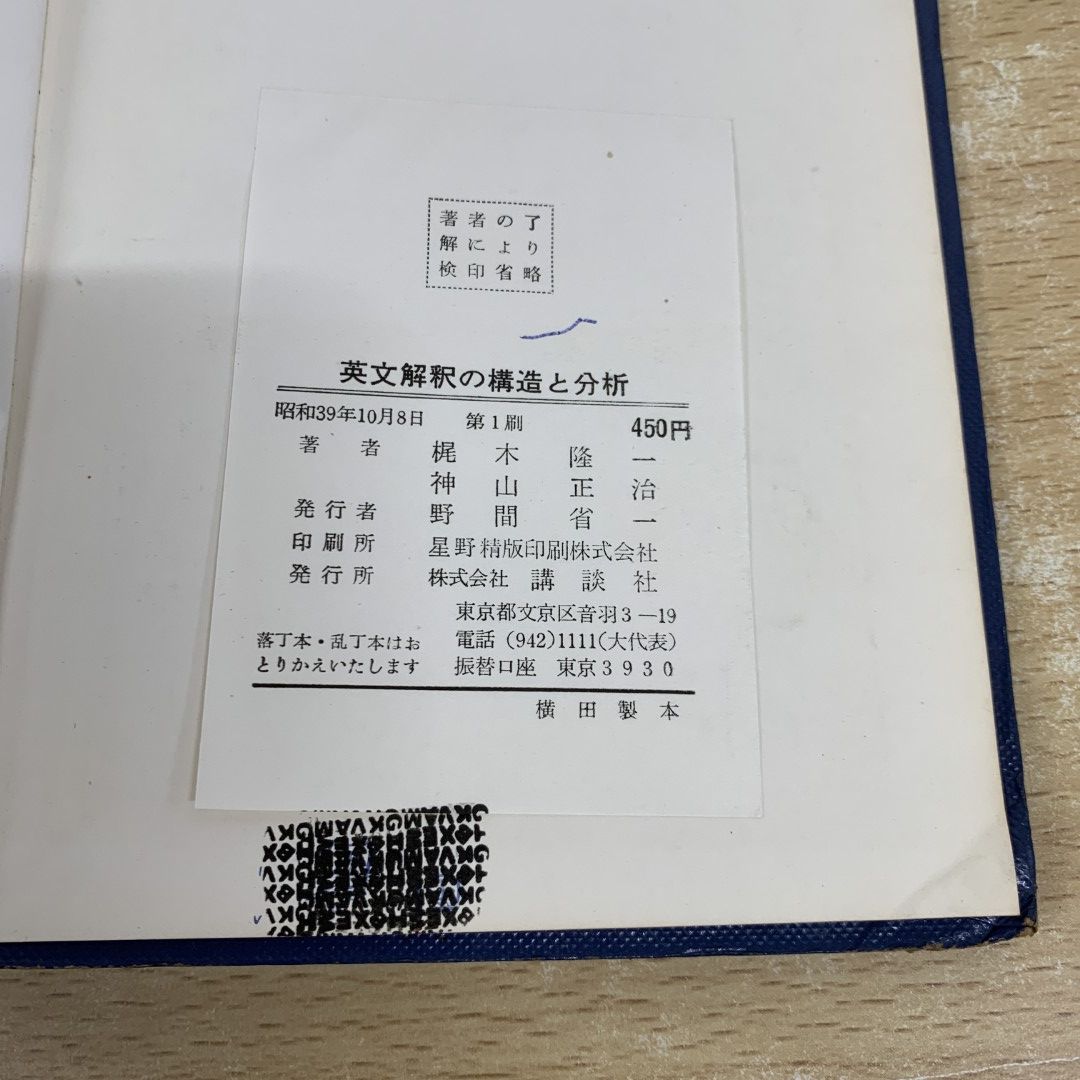 著者の了
解により
検印省略
英文解釈の構造と分析
昭和39年10月8日 第1刷 450円
著者 梶木隆一
神山正治
発行者 野間省一
印刷所 星野精版印刷株式会社
発行所 株式会社 講談社
東京都文京区音羽3—19
電話 (942)1111(大代表)
振替口座 東京3930
落丁本・乱丁本はお
とりかえいたします
横田製本